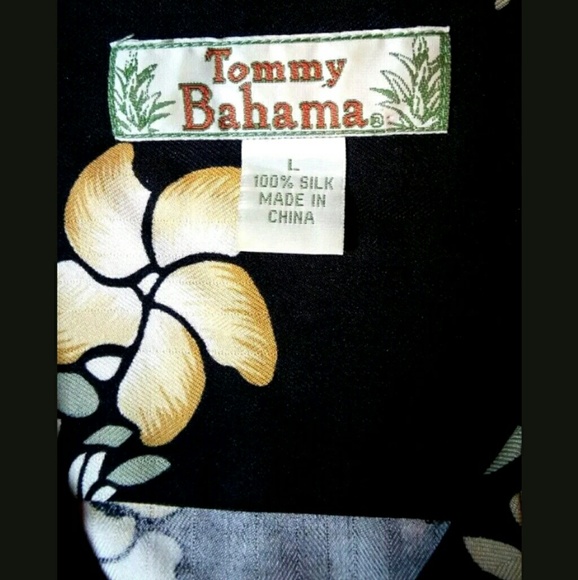 Tommy
Bahama®
L
100% SILK
MADE IN
CHINA